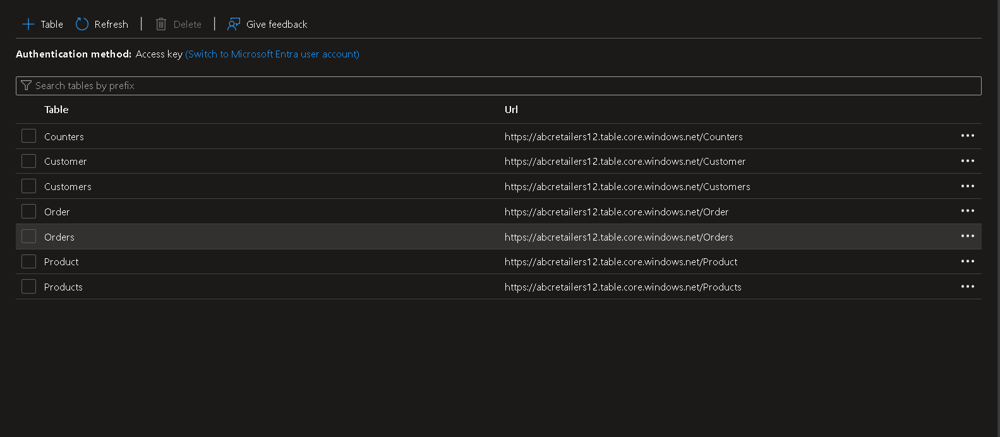 Table Refresh Delete Give feedback
Authentication method: Access key (Switch to Microsoft Entra user account)
Search tables by prefix
Table Url
Counters https://abcretailers12.table.core.windows.net/Counters
Customer https://abcretailers12.table.core.windows.net/Customer
Customers https://abcretailers12.table.core.windows.net/Customers
Order https://abcretailers12.table.core.windows.net/Order
Orders https://abcretailers12.table.core.windows.net/Orders
Product https://abcretailers12.table.core.windows.net/Product
Products https://abcretailers12.table.core.windows.net/Products